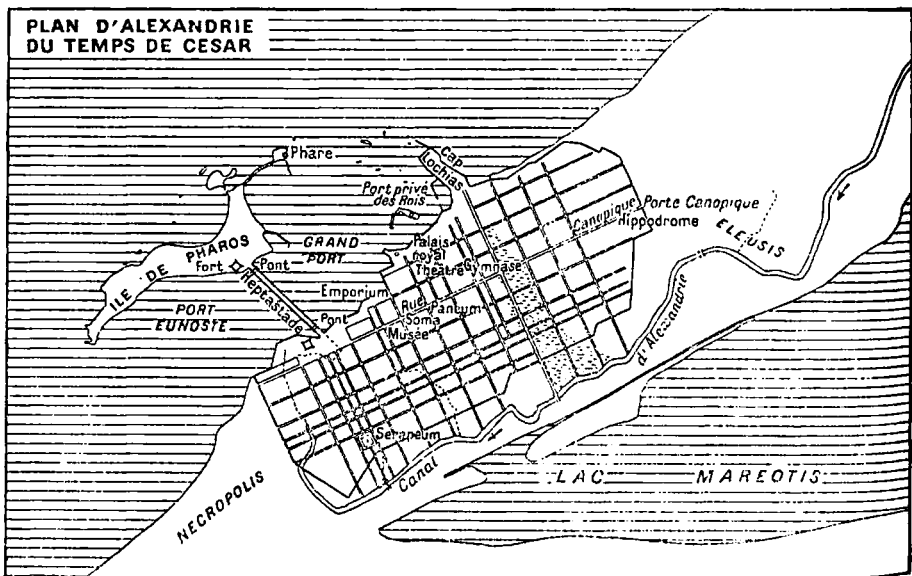 PLAN D'ALEXANDRIE
DU TEMPS DE CESAR
Phare
Cap
Lochias
Port privé
des Rois
Canopique
Porte Canopique
Hippodrome
ELEUSIS
GRAND
PORT
Palais
royal
Théatre
Gymnase
ILE - DE PHAROS
Fort
Pont
Heptastade
Emporium
Rue
Paneum
Soma
Musée
PORT
EUNOSTE
Pont
d'Alexandrie
Serapeum
Canal
NECROPOLIS
LAC MAREOTIS